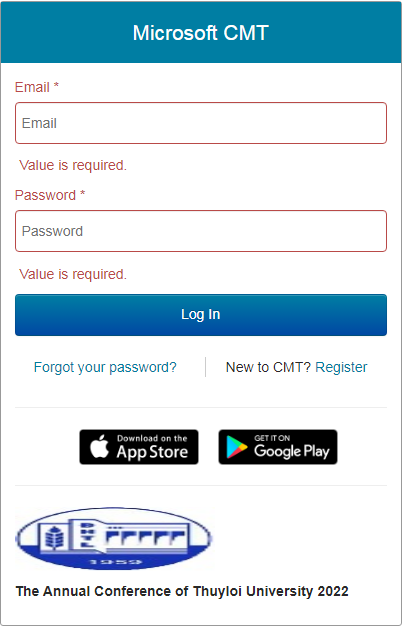 Microsoft CMT
Email *
Email
Value is required.
Password *
Password
Value is required.
Log In
Forgot your password?
New to CMT? Register
Download on the
App Store
GET IT ON
Google Play
1959
The Annual Conference of Thuyloi University 2022